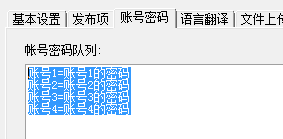 基本设置 发布项 账号密码 语言翻译 文件上
帐号密码队列:
账号1=账号1的密码
账号2=账号2的密码
账号3=账号3的密码
账号4=账号4的密码